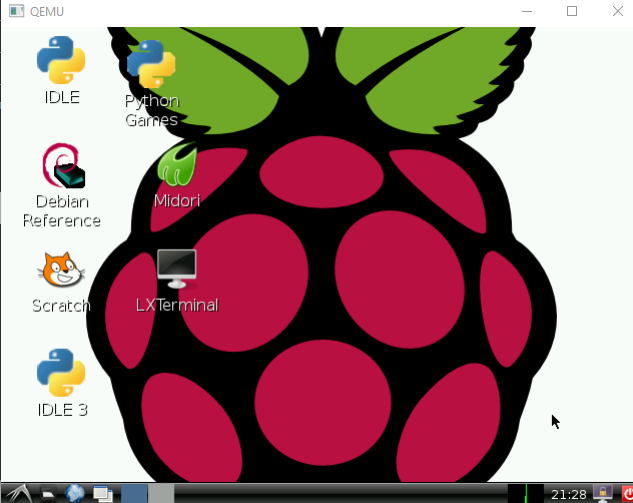 QEMU
IDLE
Python
Games
Debian
Reference
Midori
Scratch
LXTerminal
IDLE 3
21:28